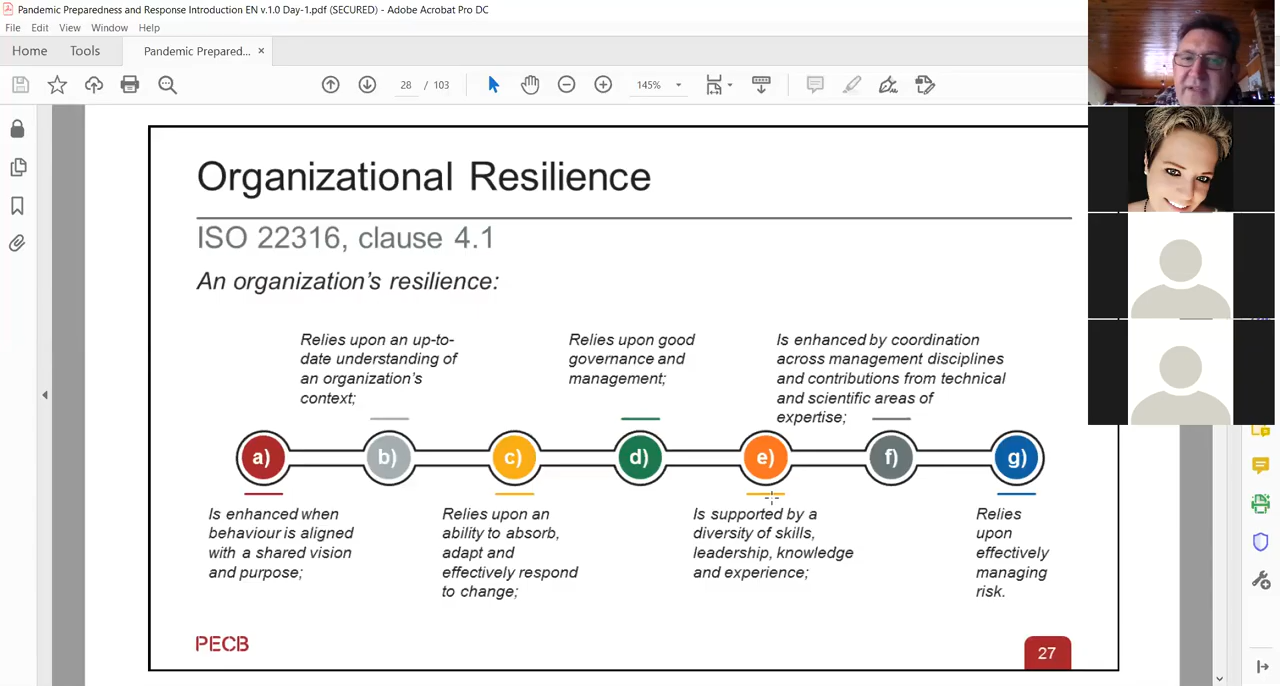 Pandemic Preparedness and Response Introduction EN v.1.0 Day-1.pdf (SECURED) - Adobe Acrobat Pro DC
File Edit View Window Help
Home Tools Pandemic Prepared... ×
28 / 103 145%
Organizational Resilience
ISO 22316, clause 4.1
An organization's resilience:
Relies upon an up-to-
date understanding of
an organization's
context;
Relies upon good
governance and
management;
Is enhanced by coordination
across management disciplines
and contributions from technical
and scientific areas of
expertise;
a) b) c) d) e) f) g)
Is enhanced when
behaviour is aligned
with a shared vision
and purpose;
Relies upon an
ability to absorb,
adapt and
effectively respond
to change;
Is supported by a
diversity of skills,
leadership, knowledge
and experience;
Relies
upon
effectively
managing
risk.
PECB
27